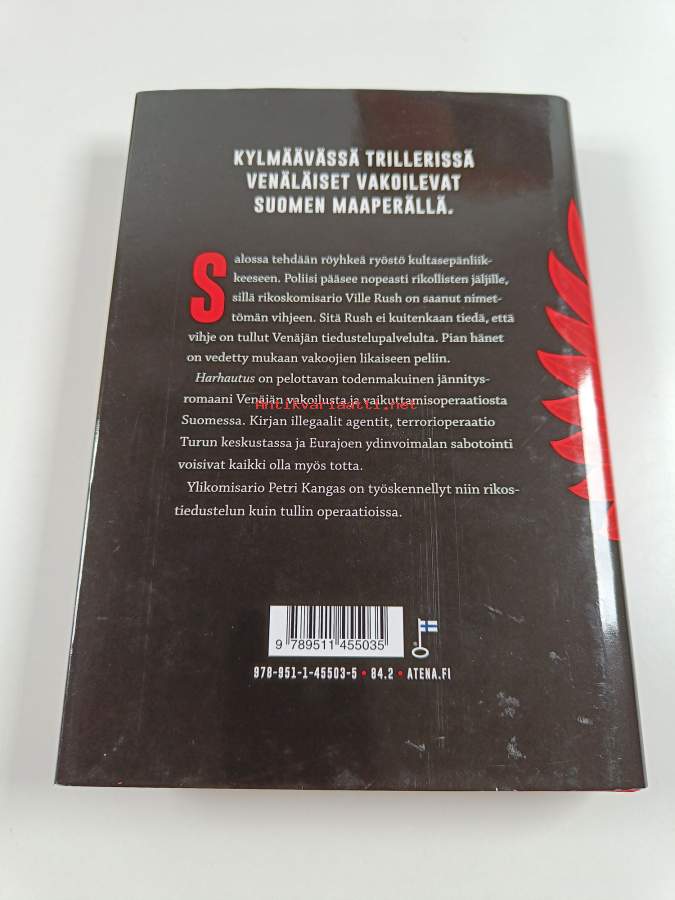 KYLMÄÄVÄSSÄ TRILLERISSÄ
VENÄLÄISET VAKOILEVAT
SUOMEN MAAPERÄLLÄ.
Salossa tehdään röyhkeä ryöstö kultasepänliik-
keeseen. Poliisi pääsee nopeasti rikollisten jäljille,
sillä rikoskomisario Ville Rush on saanut nimet-
tömän vihjeen. Sitä Rush ei kuitenkaan tiedä, että
vihje on tullut Venäjän tiedustelupalvelulta. Pian hänet
on vedetty mukaan vakoojien likaiseen peliin.
Harhautus on pelottavan todenmakuinen jännitys-
romaani Venäjän vakoilusta ja vaikuttamisoperaatiosta
Antikvariaatti.net
Suomessa. Kirjan illegaalit agentit, terrorioperaatio
Turun keskustassa ja Eurajoen ydinvoimalan sabotointi
voisivat kaikki olla myös totta.
Ylikomisario Petri Kangas on työskennellyt niin rikos-
tiedustelun kuin tullin operaatioissa.
9 789511 455035
978-951-1-45503-5 • 84.2 • ATENA.FI